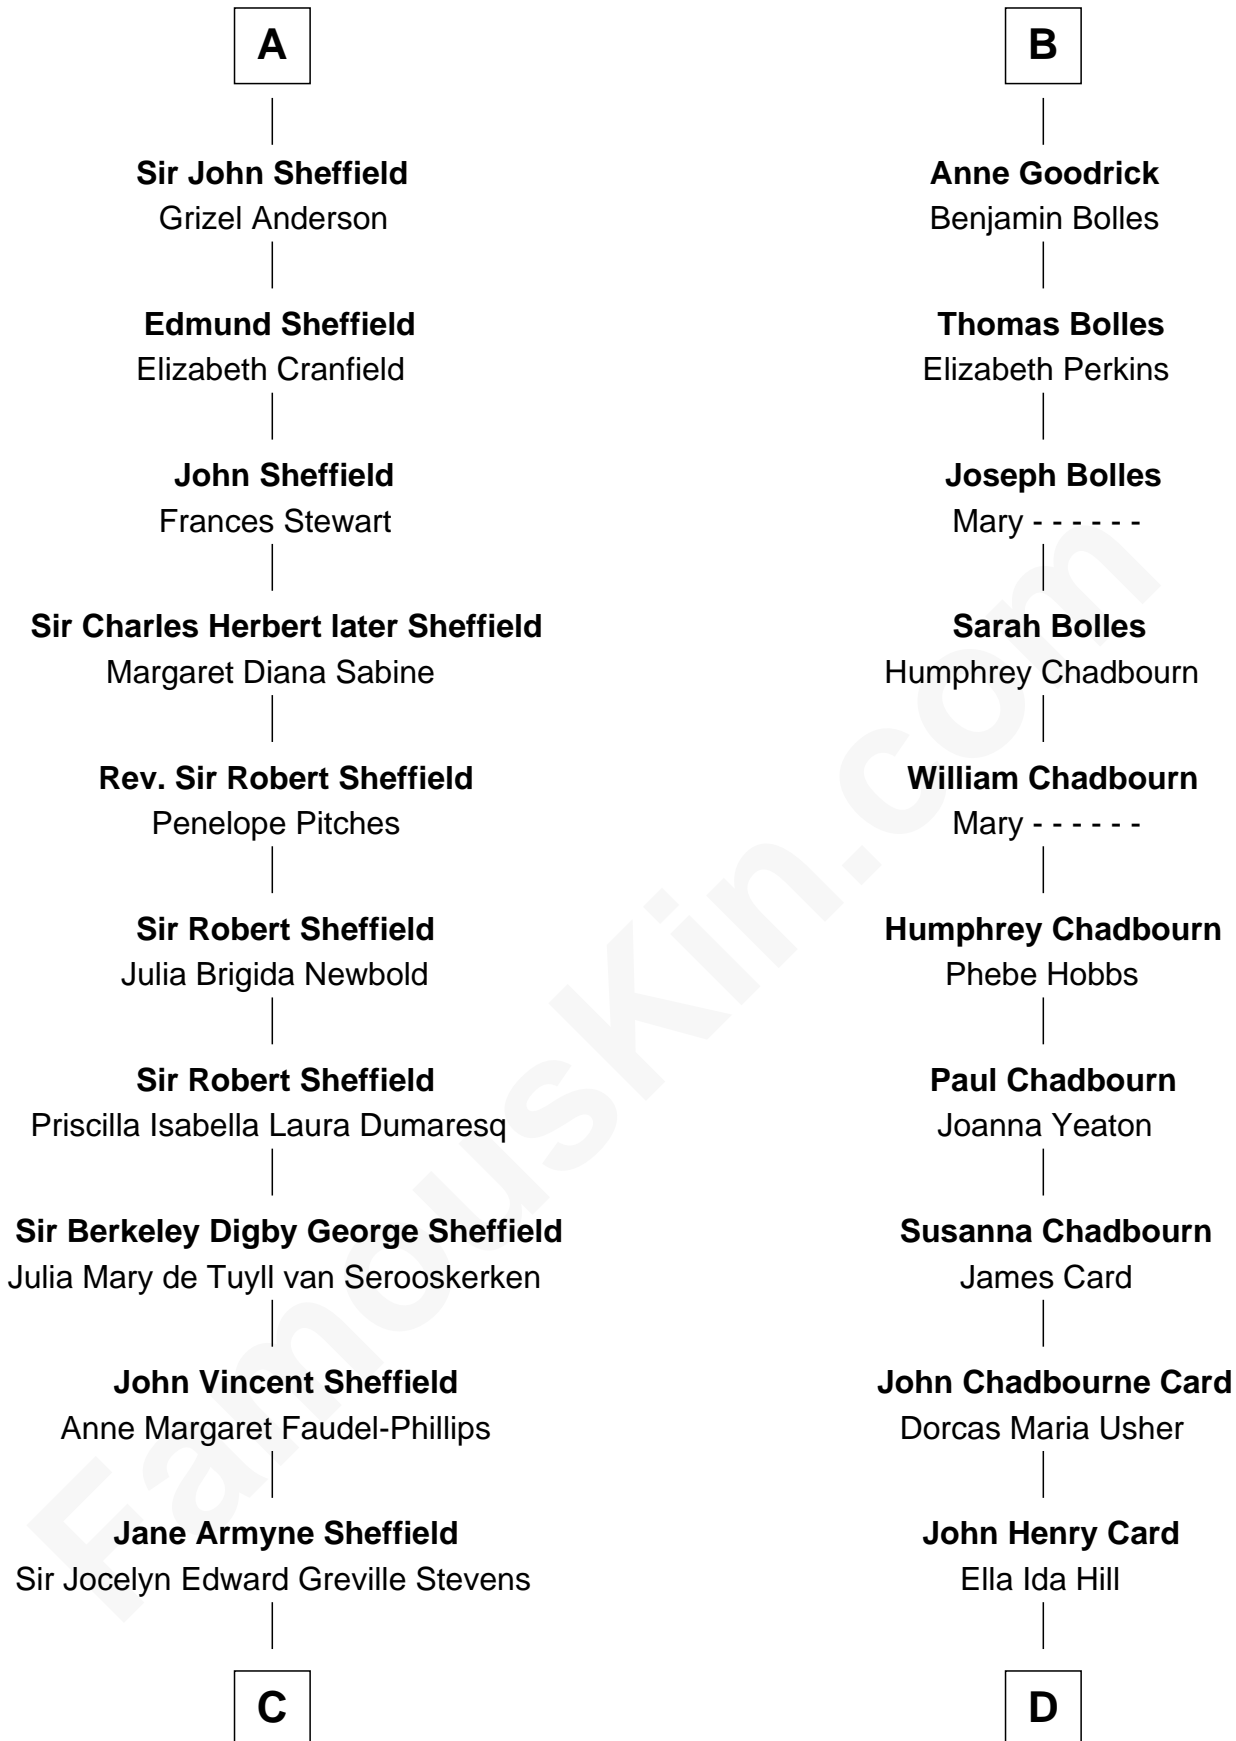 A
Sir John Sheffield
Grizel Anderson
Edmund Sheffield
Elizabeth Cranfield
John Sheffield
Frances Stewart
Sir Charles Herbert later Sheffield
Margaret Diana Sabine
Rev. Sir Robert Sheffield
Penelope Pitches
Sir Robert Sheffield
Julia Brigida Newbold
Sir Robert Sheffield
Priscilla Isabella Laura Dumaresq
Sir Berkeley Digby George Sheffield
Julia Mary de Tuyll van Serooskerken
John Vincent Sheffield
Anne Margaret Faudel-Phillips
Jane Armyne Sheffield
Sir Jocelyn Edward Greville Stevens
C
B
Anne Goodrick
Benjamin Bolles
Thomas Bolles
Elizabeth Perkins
Joseph Bolles
Mary - - - - - -
Sarah Bolles
Humphrey Chadbourn
William Chadbourn
Mary - - - - - -
Humphrey Chadbourn
Phebe Hobbs
Paul Chadbourn
Joanna Yeaton
Susanna Chadbourn
James Card
John Chadbourne Card
Dorcas Maria Usher
John Henry Card
Ella Ida Hill
D
FamousKin.com